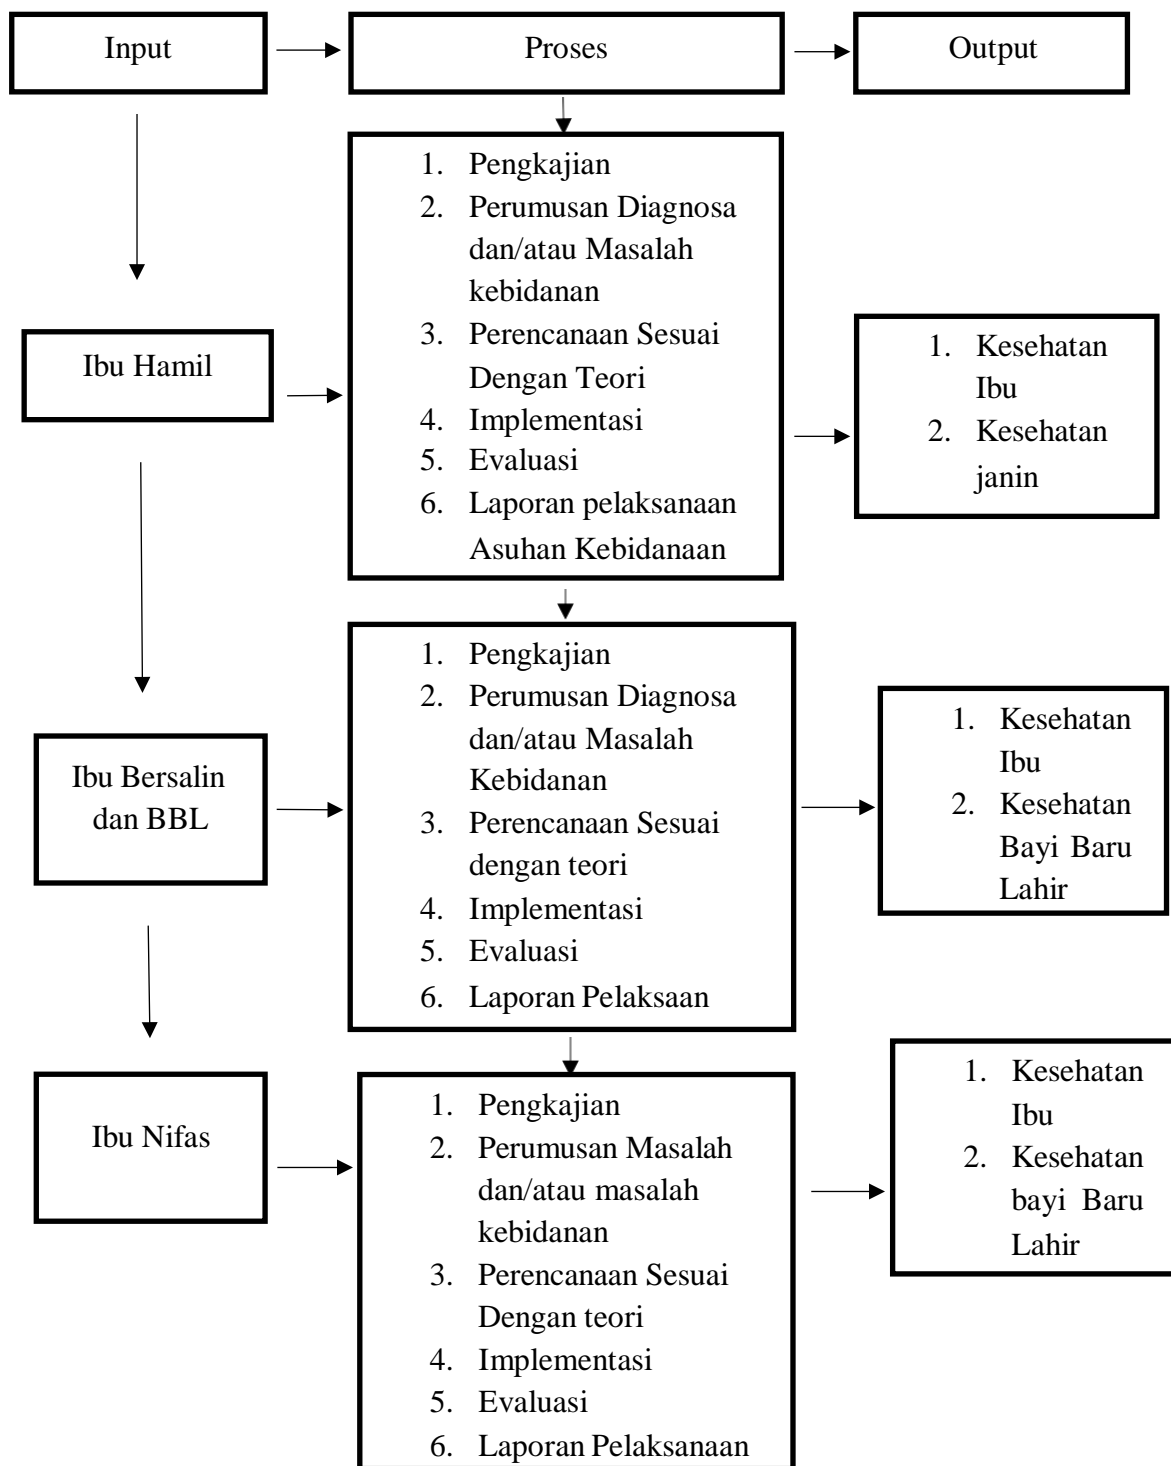 Input
Proses
Output
1. Pengkajian
2. Perumusan Diagnosa
dan/atau Masalah
kebidanan
3. Perencanaan Sesuai
Dengan Teori
4. Implementasi
5. Evaluasi
6. Laporan pelaksanaan
Asuhan Kebidanaan
Ibu Hamil
1. Kesehatan
Ibu
2. Kesehatan
janin
1. Pengkajian
2. Perumusan Diagnosa
dan/atau Masalah
Kebidanan
3. Perencanaan Sesuai
dengan teori
4. Implementasi
5. Evaluasi
6. Laporan Pelaksaan
Ibu Bersalin
dan BBL
1. Kesehatan
Ibu
2. Kesehatan
Bayi Baru
Lahir
Ibu Nifas
1. Pengkajian
2. Perumusan Masalah
dan/atau masalah
kebidanan
3. Perencanaan Sesuai
Dengan teori
4. Implementasi
5. Evaluasi
6. Laporan Pelaksanaan
1. Kesehatan
Ibu
2. Kesehatan
bayi Baru
Lahir